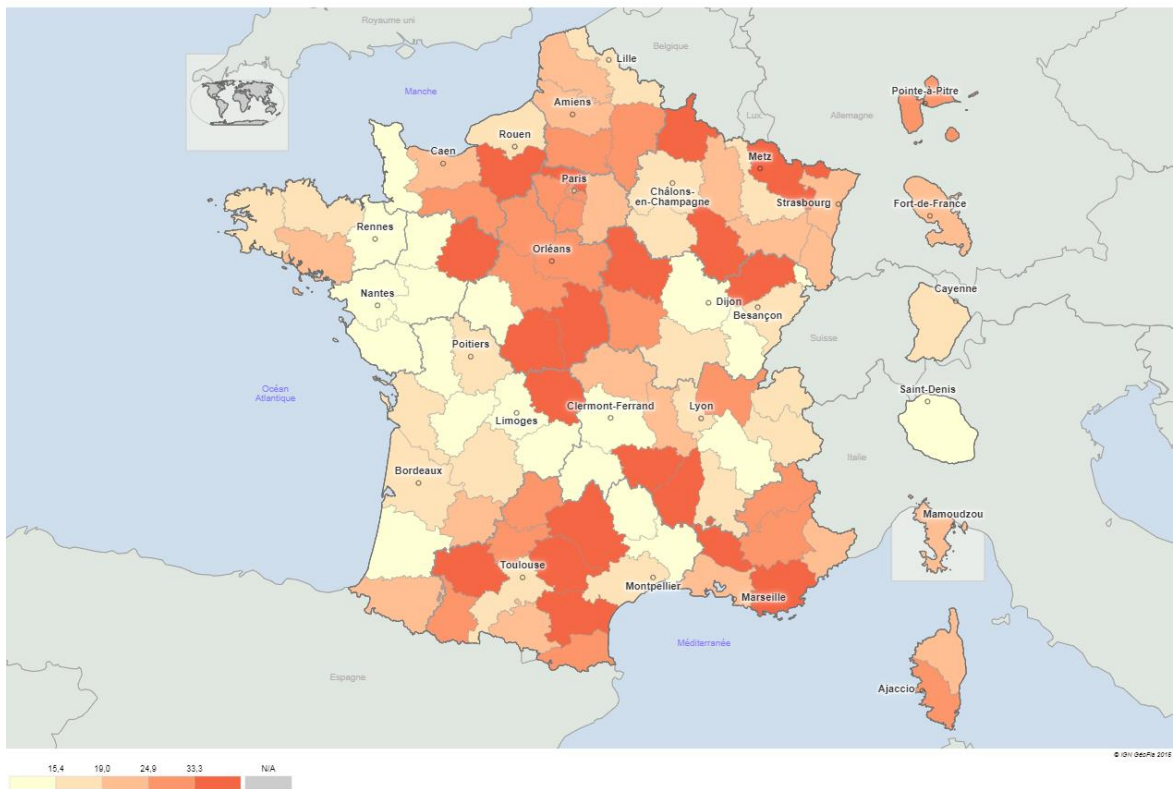 Royaume uni
Belgique
Lille
Manche
Lux.
Allemagne
Pointe-à-Pitre
Amiens
Rouen
Caen
Metz
Paris
Châlons-
en-Champagne
Strasbourg
Fort-de-France
Rennes
Orléans
Nantes
Dijon
Besançon
Cayenne
Suisse
Poitiers
Océan
Atlantique
Limoges
Clermont-Ferrand
Lyon
Saint-Denis
Italie
Bordeaux
Mamoudzou
Toulouse
Montpellier
Marseille
Méditerranée
Espagne
Ajaccio
© IGN GéoFla 2015
15,4 19,0 24,9 33,3 N/A